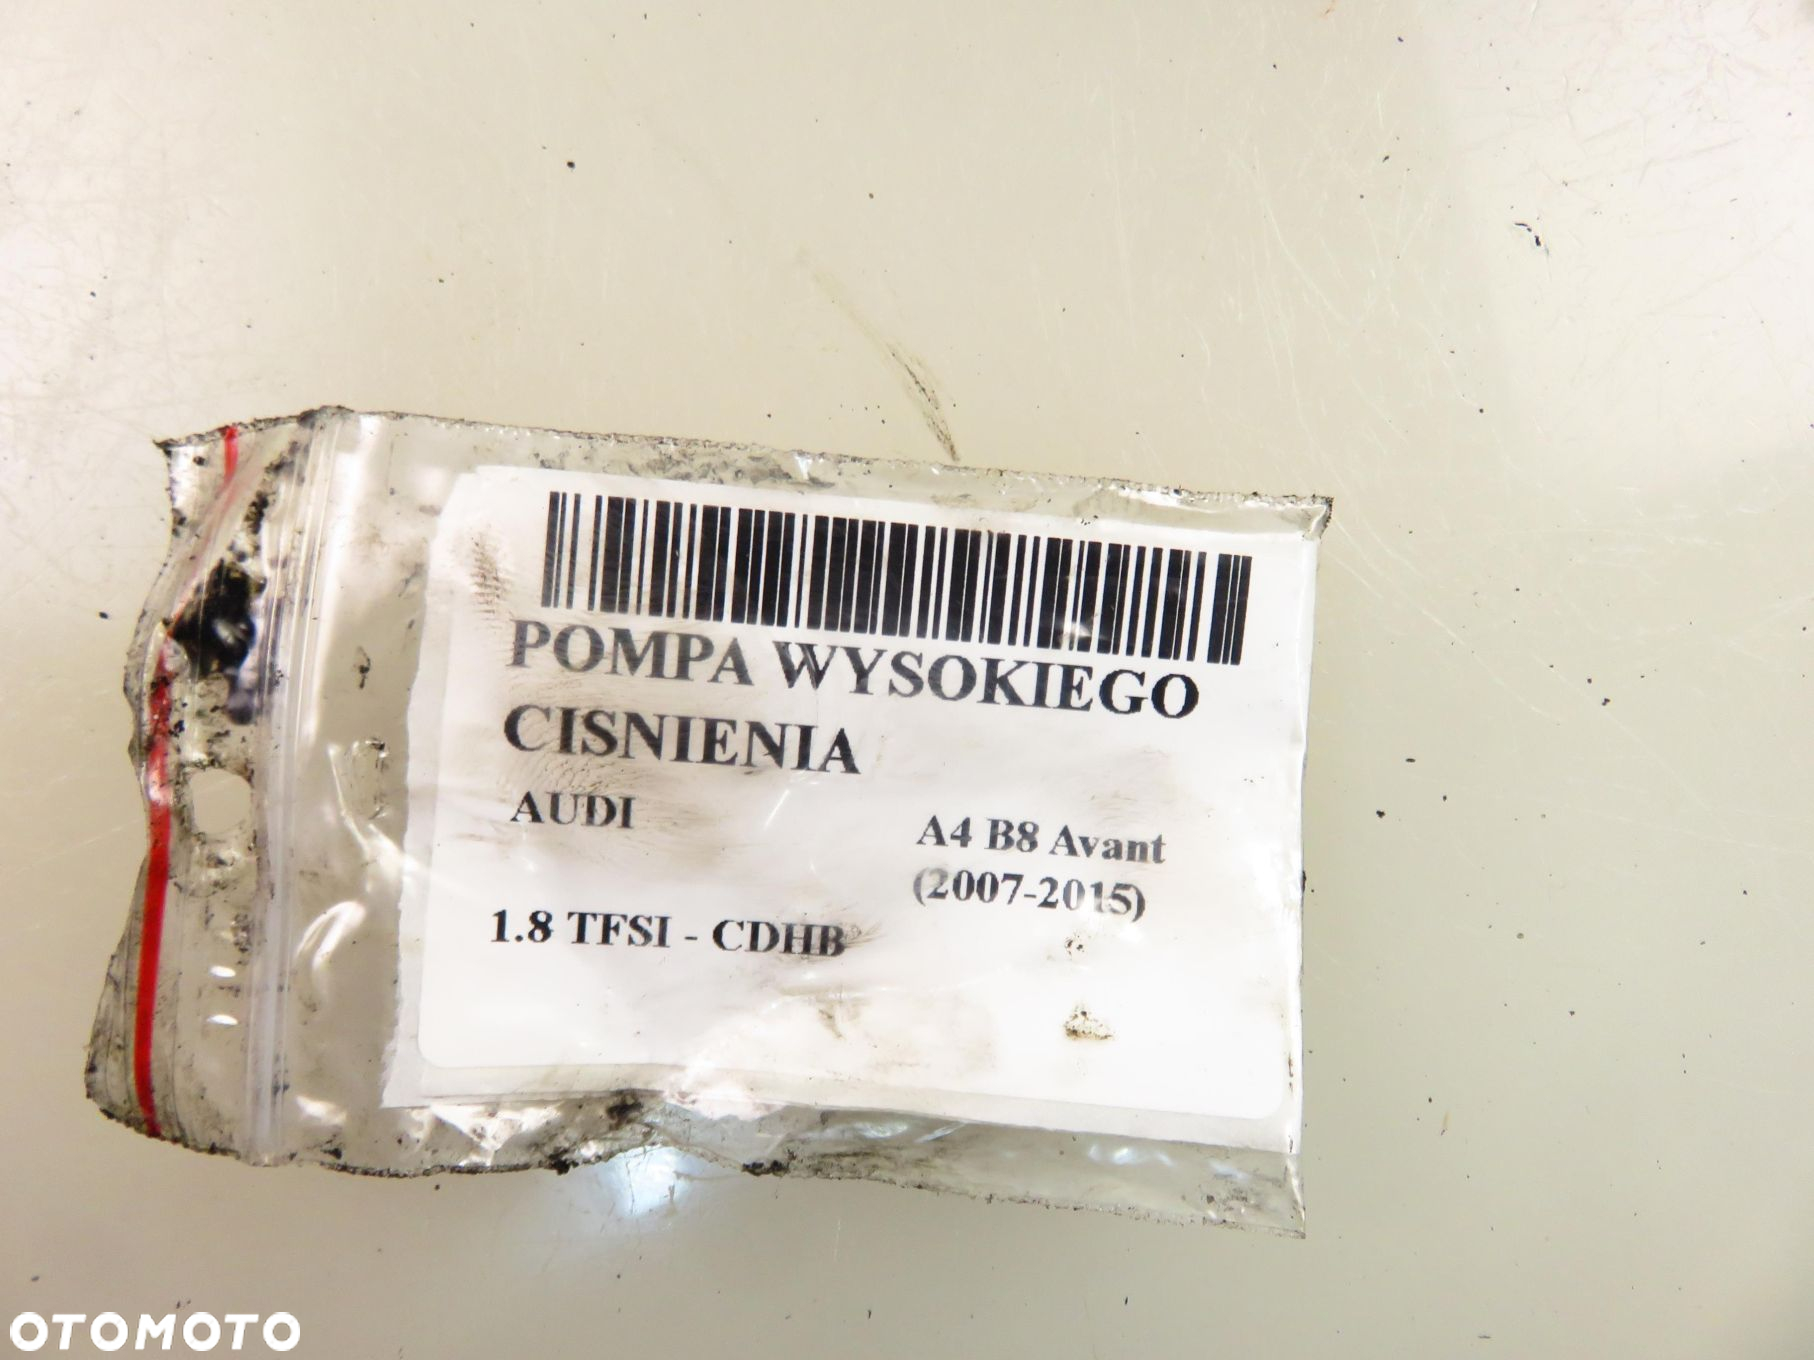 POMPA WYSOKIEGO
CISNIENIA
AUDI
A4 B8 Avant
(2007-2015)
1.8 TFSI - CDHB
OTOMOTO